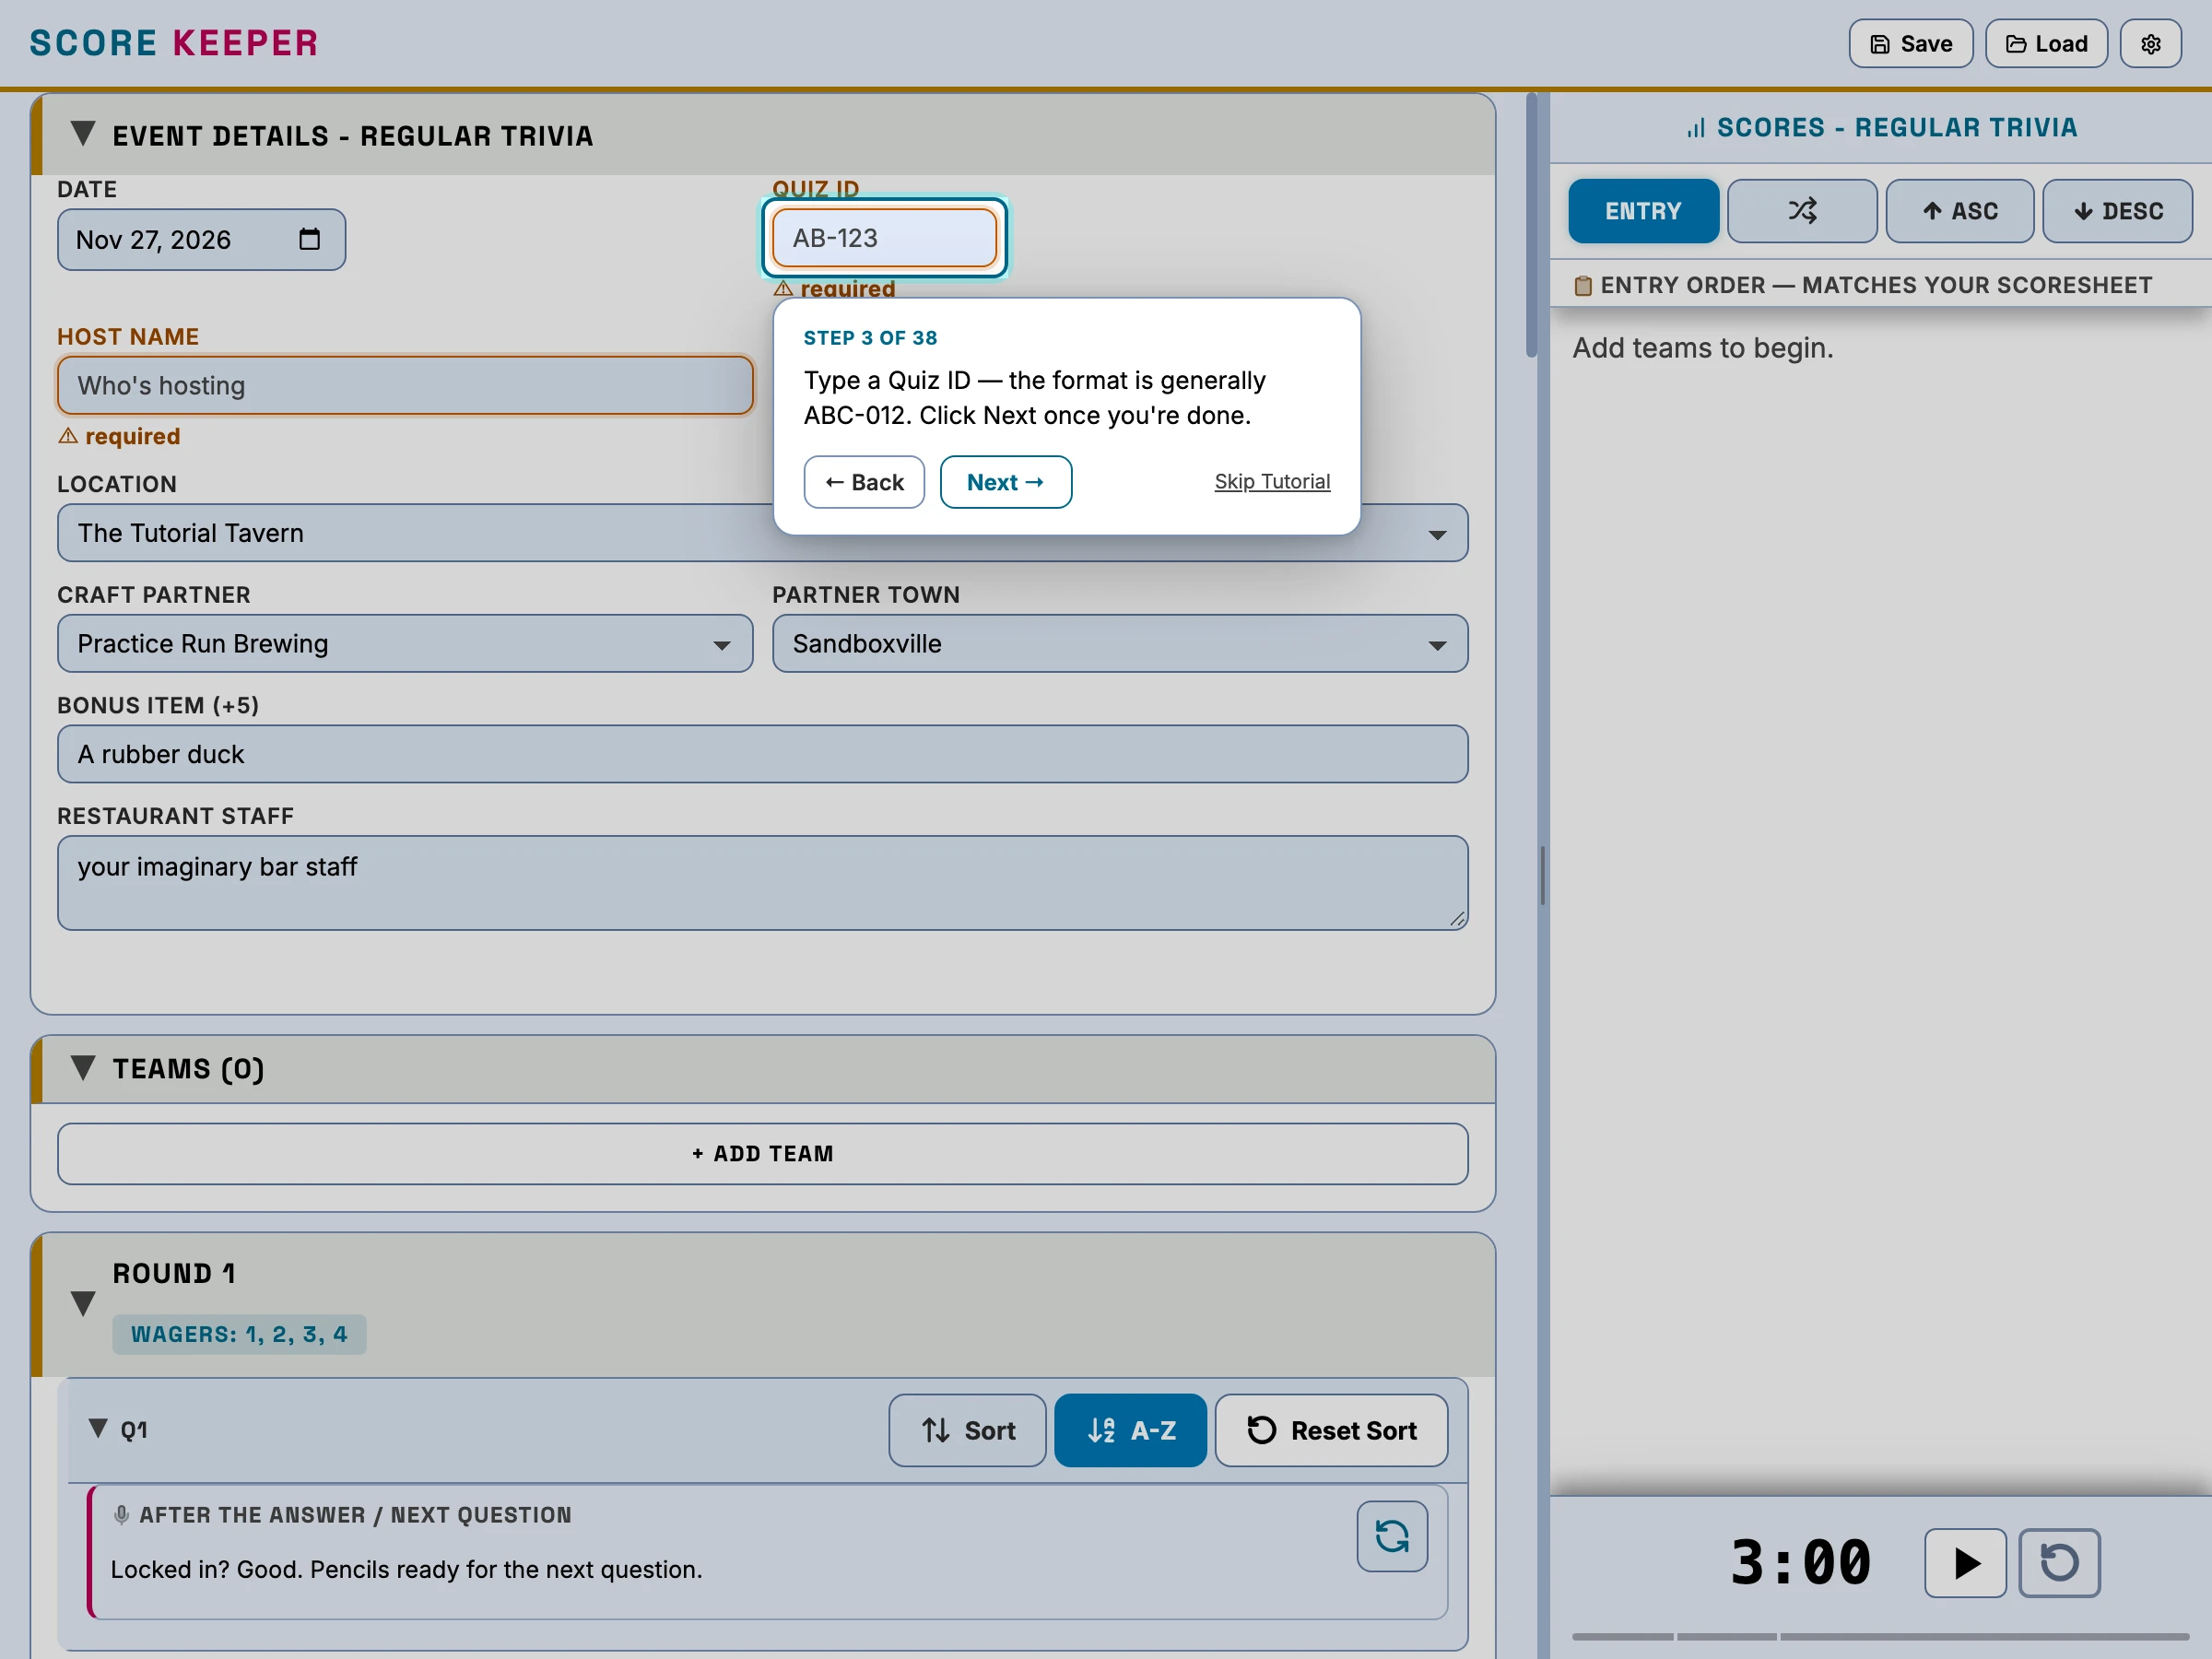 SCORE KEEPER
Save
Load
EVENT DETAILS - REGULAR TRIVIA
DATE
Nov 27, 2026
QUIZ ID
AB-123
⚠ required
STEP 3 OF 38
Type a Quiz ID — the format is generally
ABC-012. Click Next once you're done.
← Back
Next →
Skip Tutorial
HOST NAME
Who's hosting
⚠ required
LOCATION
The Tutorial Tavern
CRAFT PARTNER
Practice Run Brewing
PARTNER TOWN
Sandboxville
BONUS ITEM (+5)
A rubber duck
RESTAURANT STAFF
your imaginary bar staff
TEAMS (0)
+ ADD TEAM
ROUND 1
WAGERS: 1, 2, 3, 4
Q1
Sort
A-Z
Reset Sort
AFTER THE ANSWER / NEXT QUESTION
Locked in? Good. Pencils ready for the next question.
SCORES - REGULAR TRIVIA
ENTRY
↑ ASC
↓ DESC
ENTRY ORDER — MATCHES YOUR SCORESHEET
Add teams to begin.
3:00